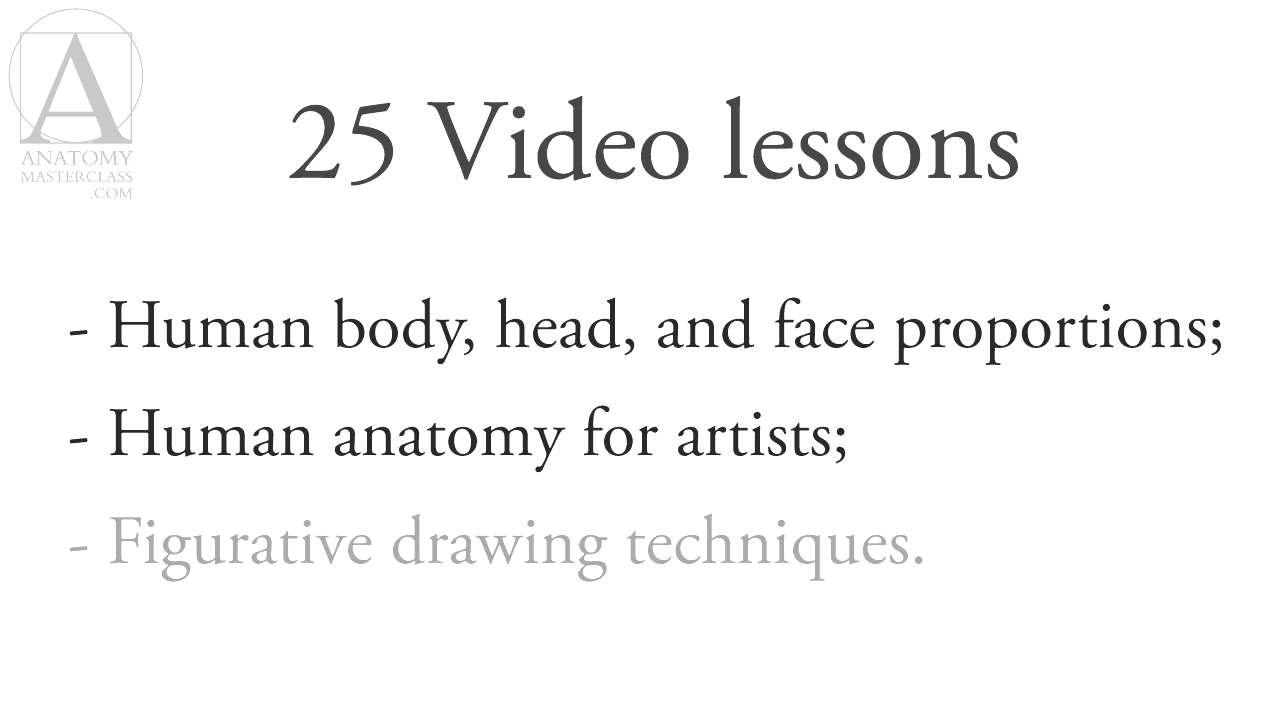 A
ANATOMY
MASTERCLASS
.COM
25 Video lessons
- Human body, head, and face proportions;
- Human anatomy for artists;
- Figurative drawing techniques.